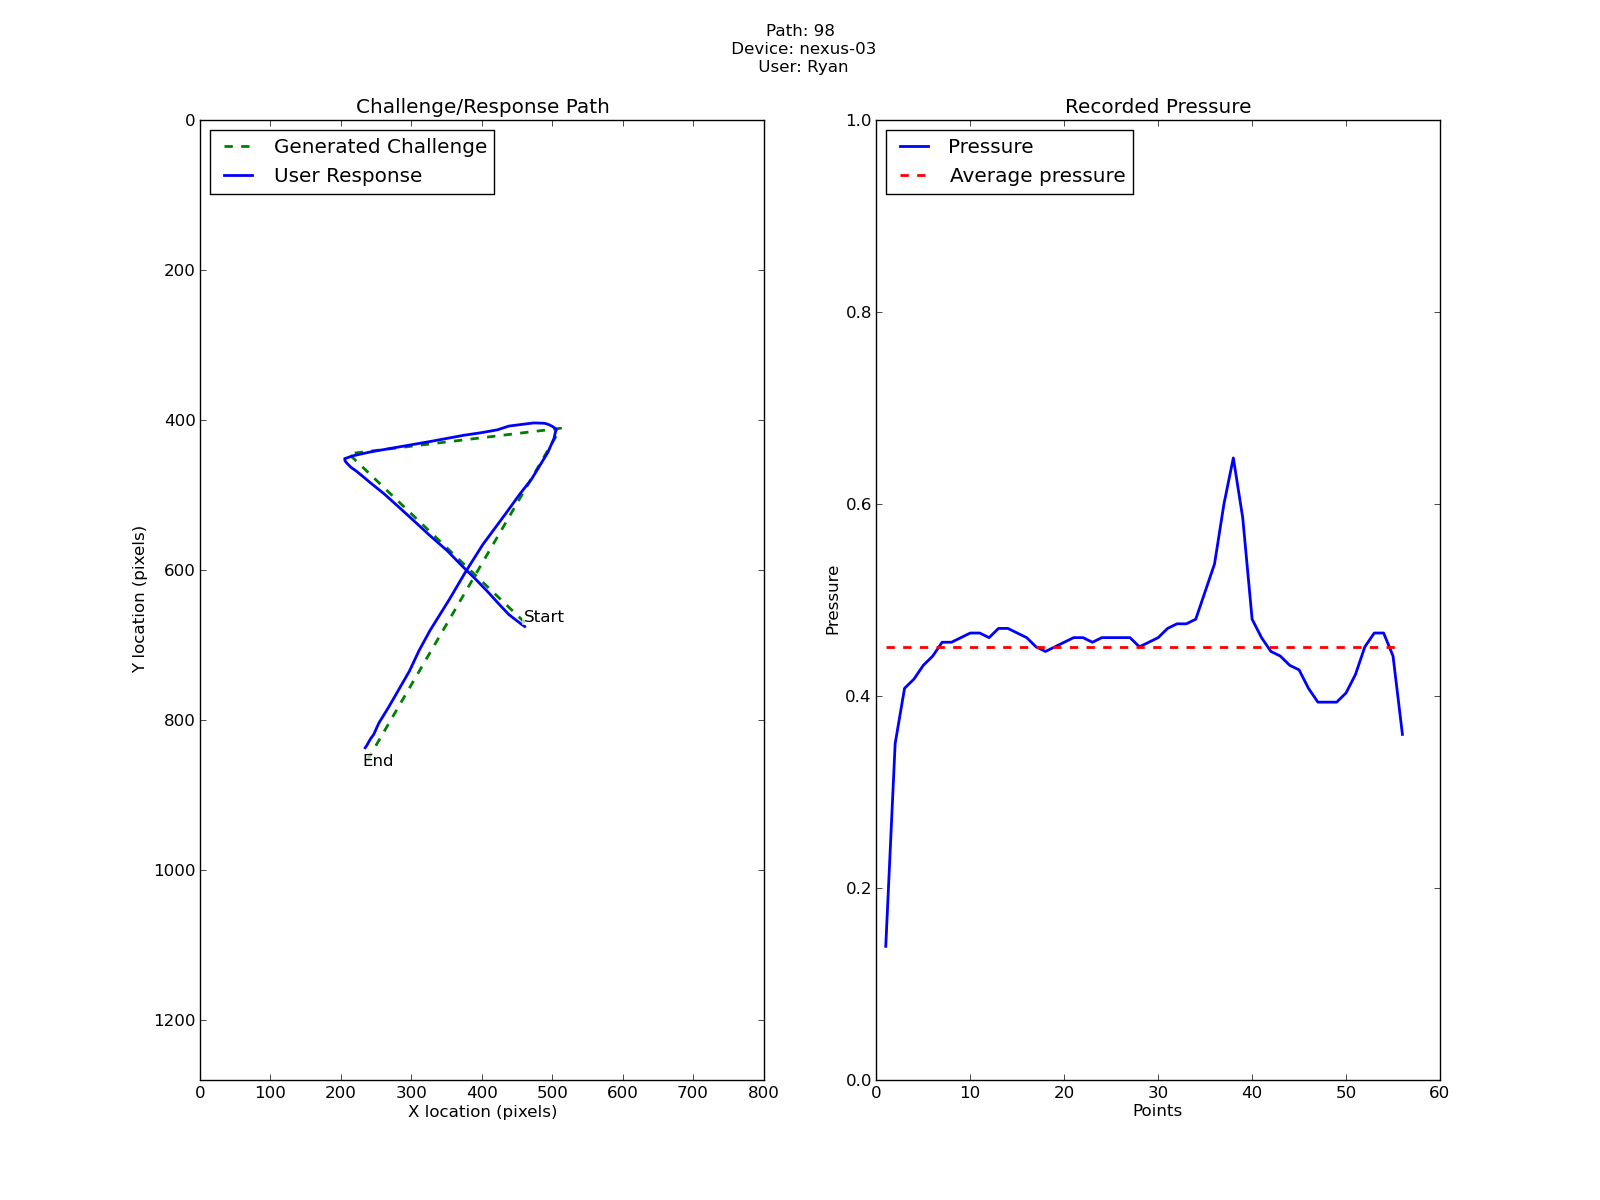 Path: 98
Device: nexus-03
User: Ryan
Challenge/Response Path
Generated Challenge
User Response
0
200
400
600
800
1000
1200
Y location (pixels)
Start
End
0 100 200 300 400 500 600 700 800
X location (pixels)
Recorded Pressure
Pressure
Average pressure
1.0
0.8
0.6
0.4
0.2
0.0
Pressure
0 10 20 30 40 50 60
Points